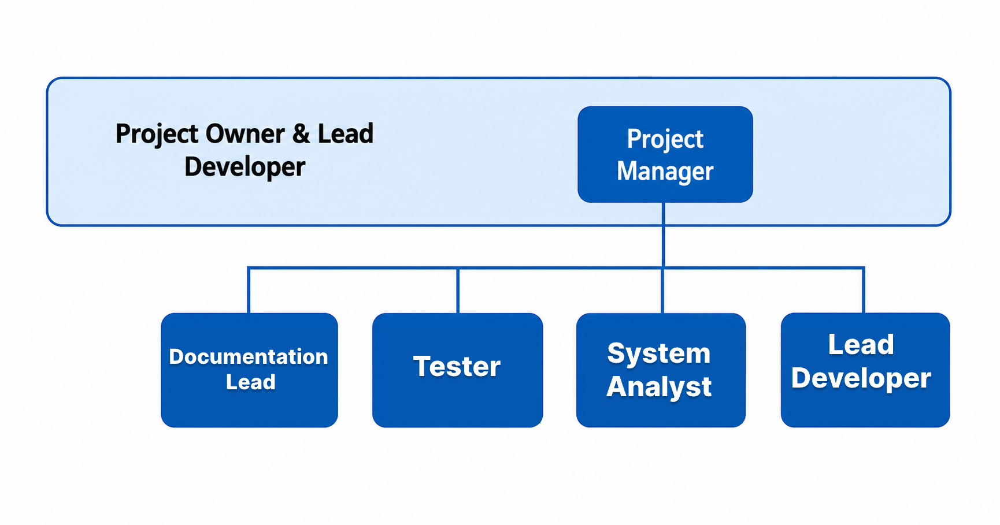 Project Owner & Lead
Developer
Project
Manager
Documentation
Lead
Tester
System
Analyst
Lead
Developer